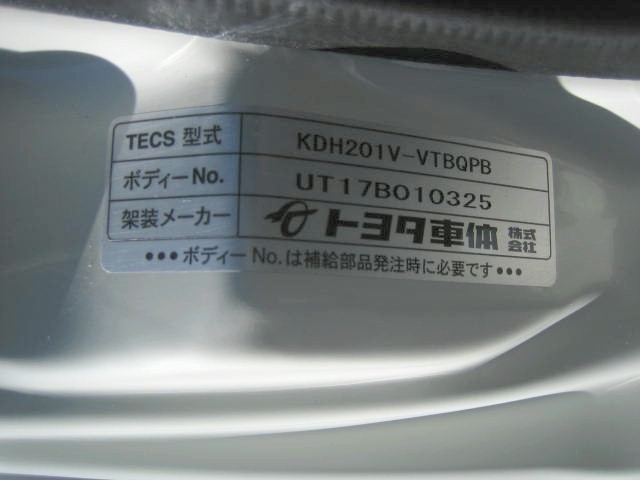 TECS 型式 KDH201V-VTBQPB
ボディーNo. UT17B010325
架装メーカー トヨタ車体 株式会社
•••ボディーNo.は補給部品発注時に必要です•••